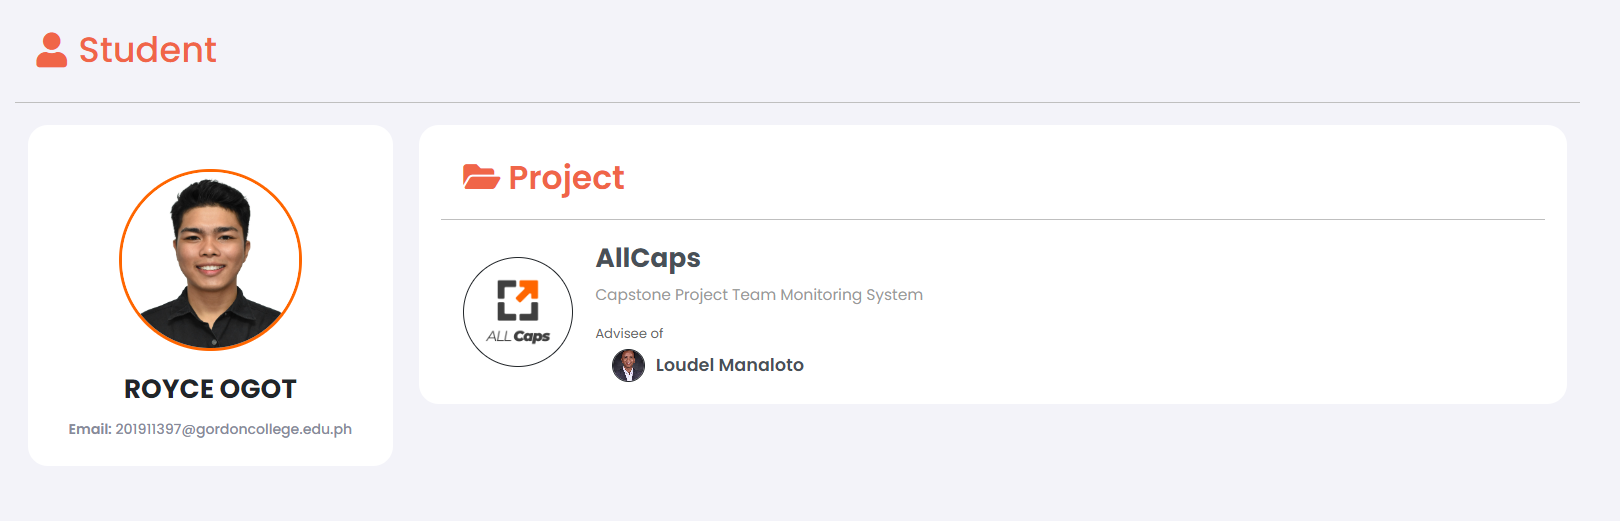 Student
ROYCE OGOT
Email: 201911397@gordoncollege.edu.ph
Project
ALL Caps
AllCaps
Capstone Project Team Monitoring System
Advisee of
Loudel Manaloto